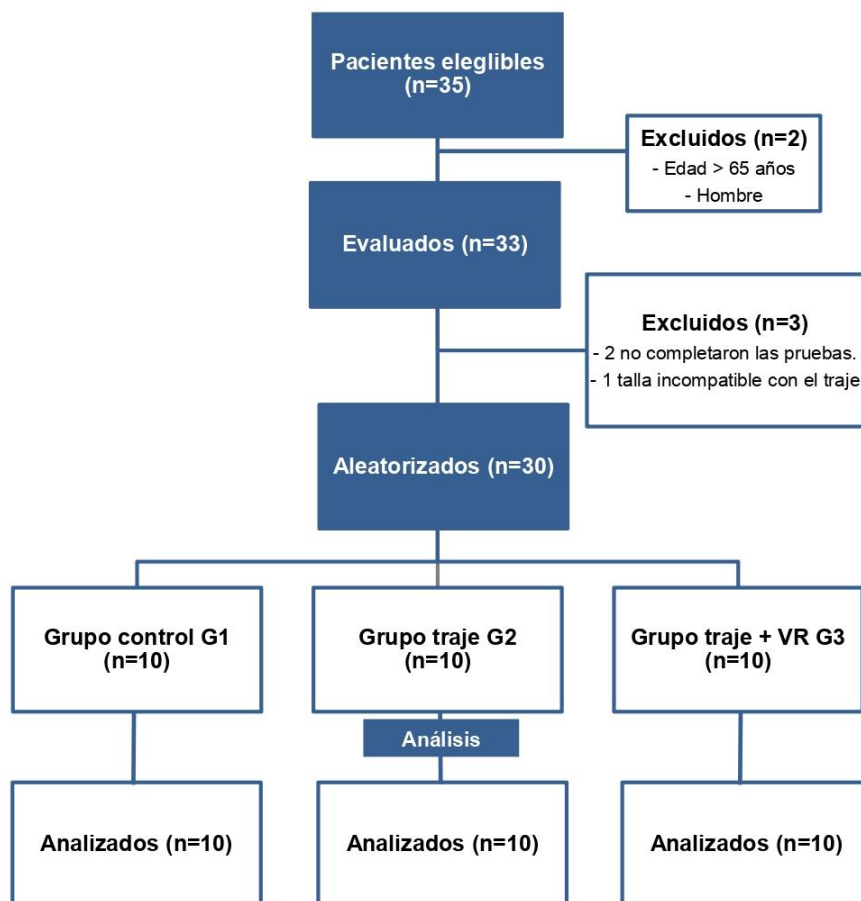 Pacientes eleglibles
(n=35)
Excluidos (n=2)
- Edad > 65 años
- Hombre
Evaluados (n=33)
Excluidos (n=3)
- 2 no completaron las pruebas.
- 1 talla incompatible con el traje
Aleatorizados (n=30)
Grupo control G1
(n=10)
Grupo traje G2
(n=10)
Grupo traje + VR G3
(n=10)
Análisis
Analizados (n=10)
Analizados (n=10)
Analizados (n=10)